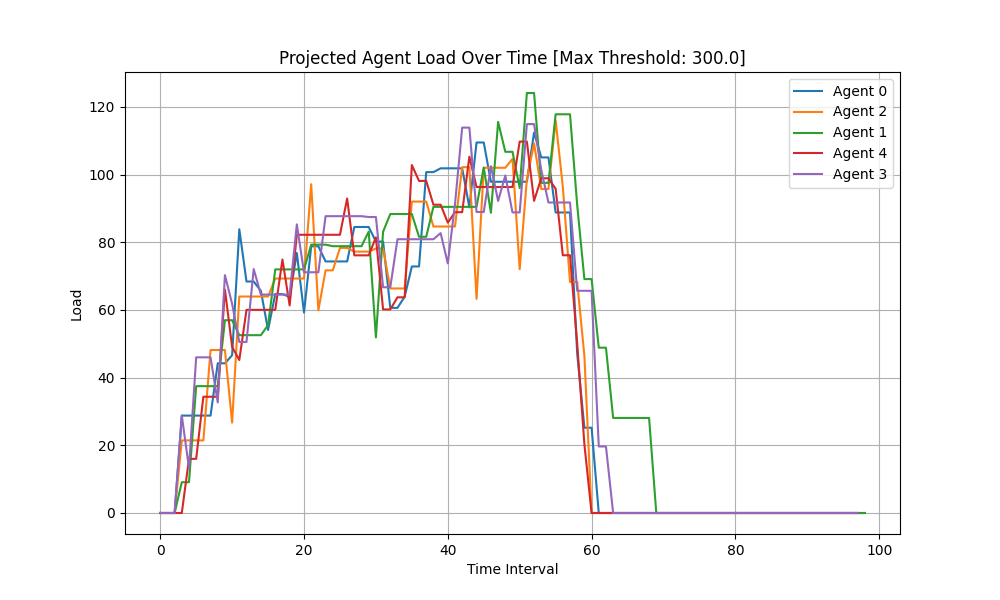 Projected Agent Load Over Time [Max Threshold: 300.0]
Load
120
100
80
60
40
20
0
0 20 40 60 80 100
Time Interval
Agent 0
Agent 2
Agent 1
Agent 4
Agent 3